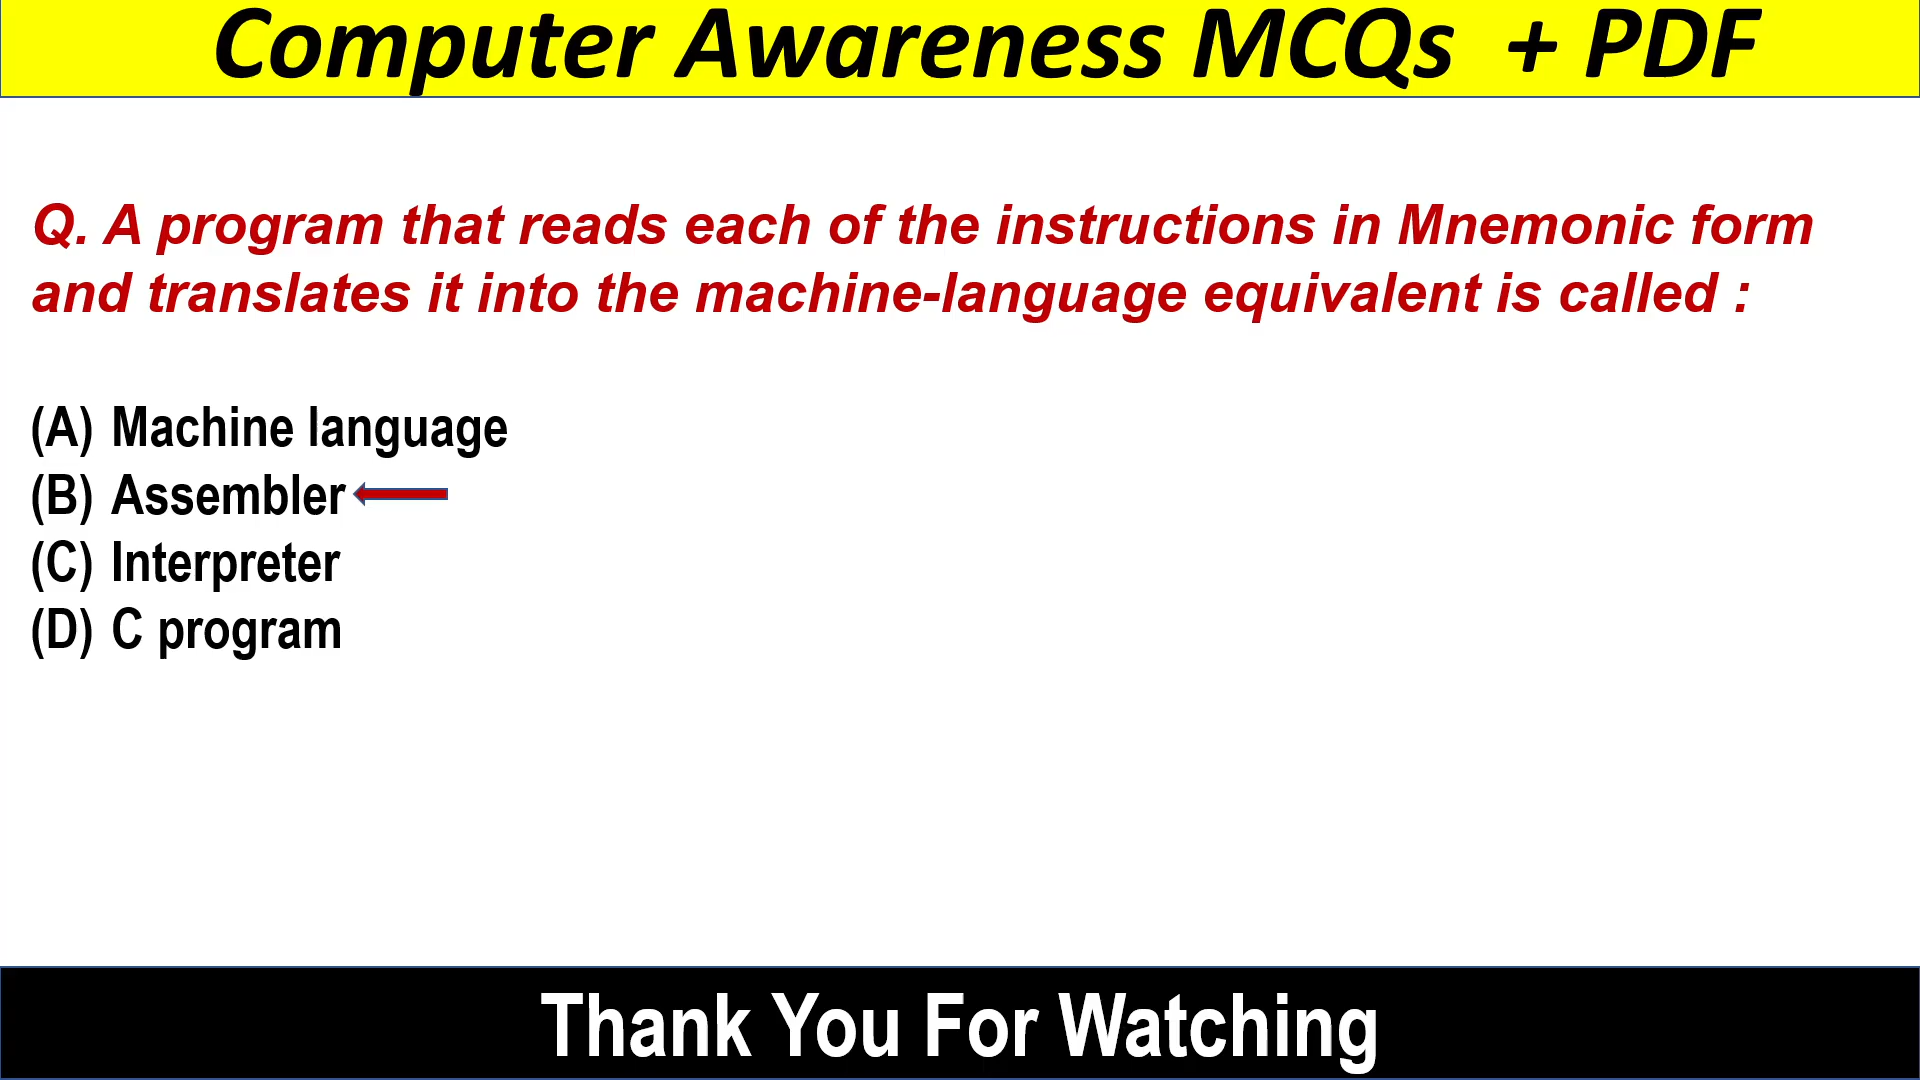 Computer Awareness MCQs + PDF
Q. A program that reads each of the instructions in Mnemonic form
and translates it into the machine-language equivalent is called :
(A) Machine language
(B) Assembler
(C) Interpreter
(D) C program
Thank You For Watching